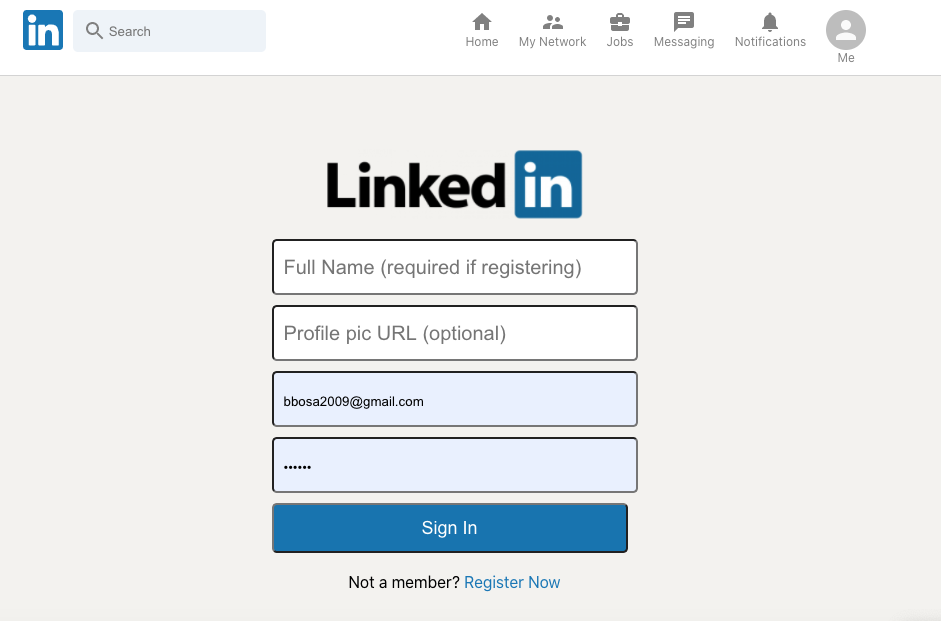 in
Search
Home
My Network
Jobs
Messaging
Notifications
Me
Linked in
Full Name (required if registering)
Profile pic URL (optional)
bbosa2009@gmail.com
••••••
Sign In
Not a member? Register Now